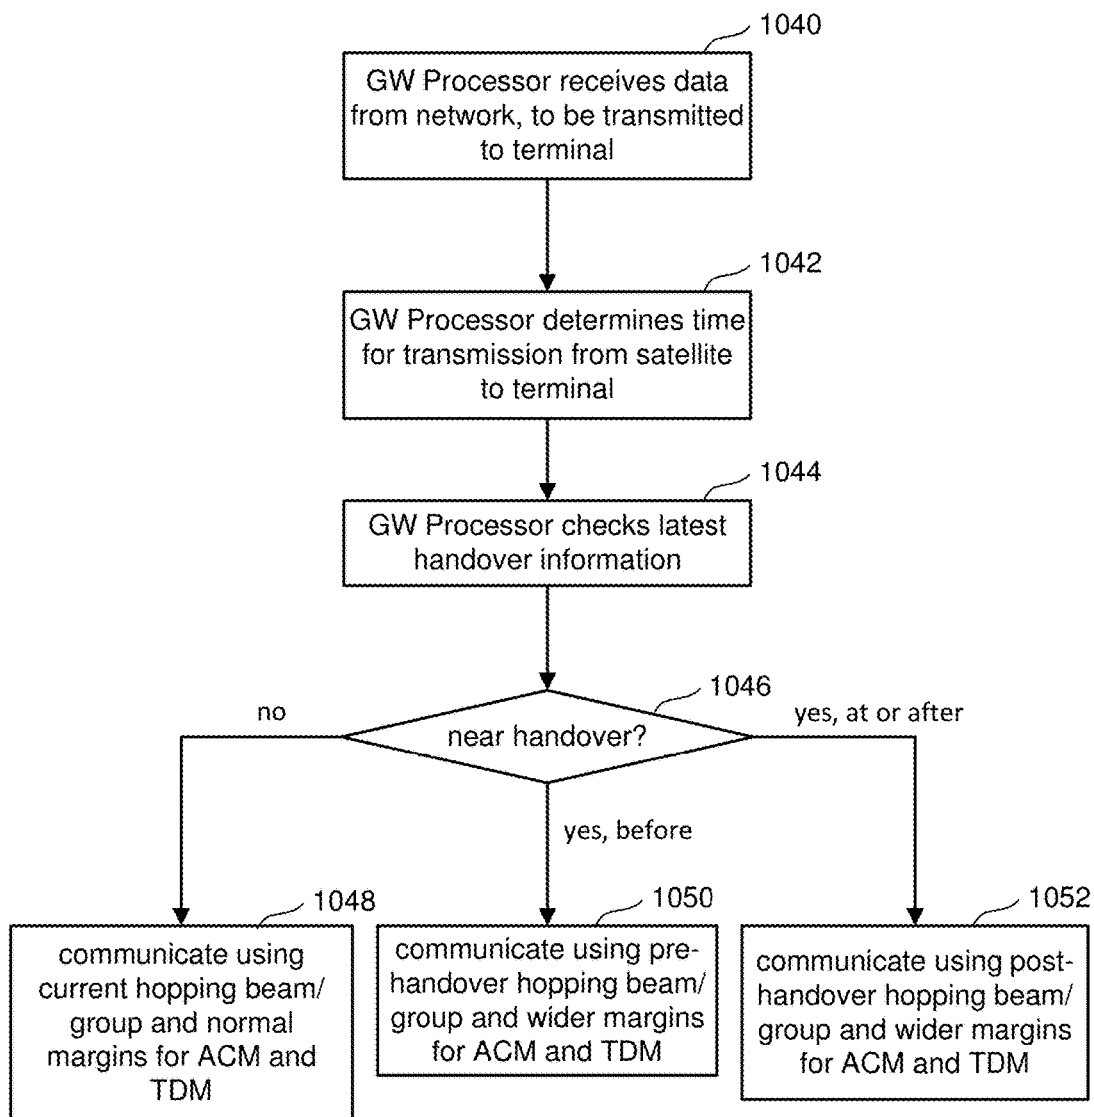 1040
GW Processor receives data
from network, to be transmitted
to terminal
1042
GW Processor determines time
for transmission from satellite
to terminal
1044
GW Processor checks latest
handover information
1046
no
yes, at or after
near handover?
yes, before
1048
communicate using
current hopping beam/
group and normal
margins for ACM and
TDM
1050
communicate using pre-
handover hopping beam/
group and wider margins
for ACM and TDM
1052
communicate using post-
handover hopping beam/
group and wider margins
for ACM and TDM